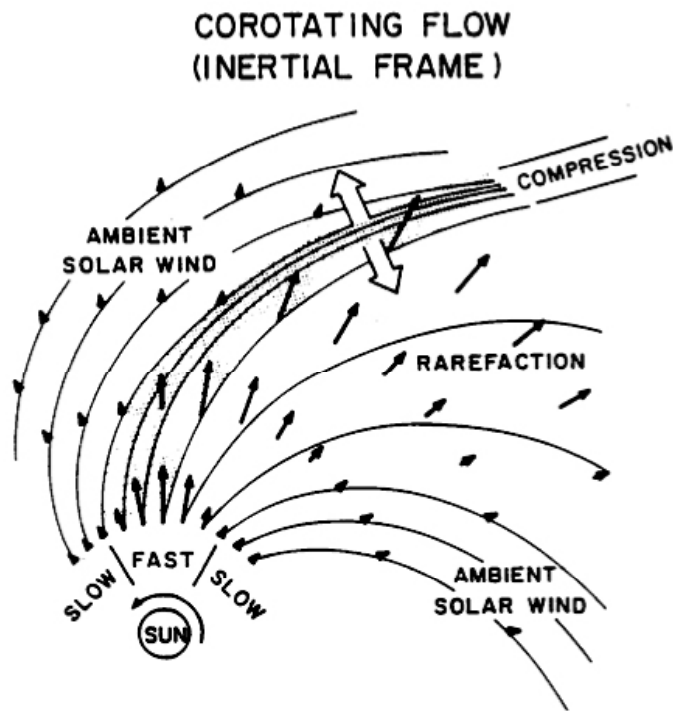 COROTATING FLOW
(INERTIAL FRAME)
COMPRESSION
AMBIENT
SOLAR WIND
RAREFACTION
SLOW
FAST
SLOW
AMBIENT
SOLAR WIND
SUN